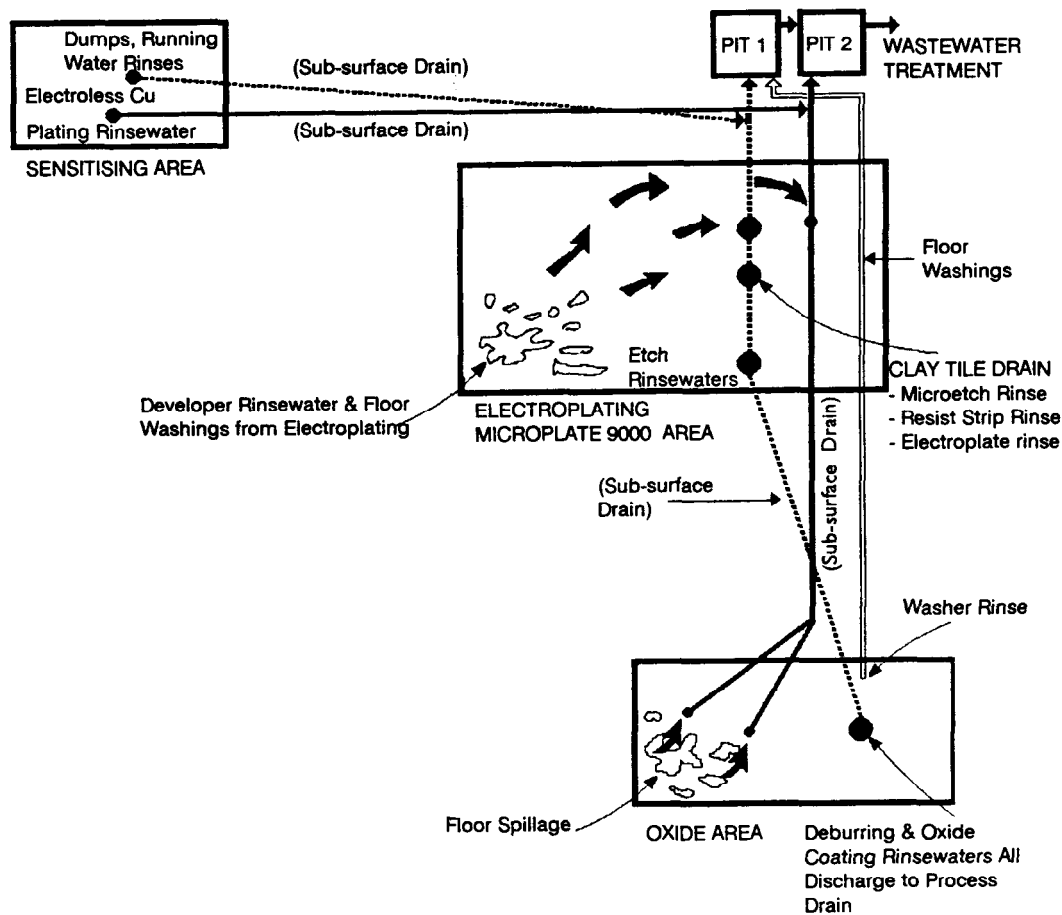 Dumps, Running
Water Rinses
Electroless Cu
Plating Rinsewater
SENSITISING AREA
(Sub-surface Drain)
(Sub-surface Drain)
PIT 1
PIT 2
WASTEWATER
TREATMENT
Floor
Washings
Etch
Rinsewaters
CLAY TILE DRAIN
- Microetch Rinse
- Resist Strip Rinse
- Electroplate rinse
Developer Rinsewater & Floor
Washings from Electroplating
ELECTROPLATING
MICROPLATE 9000 AREA
(Sub-surface
Drain)
(Sub-surface Drain)
Washer Rinse
Floor Spillage
OXIDE AREA
Deburring & Oxide
Coating Rinsewaters All
Discharge to Process
Drain